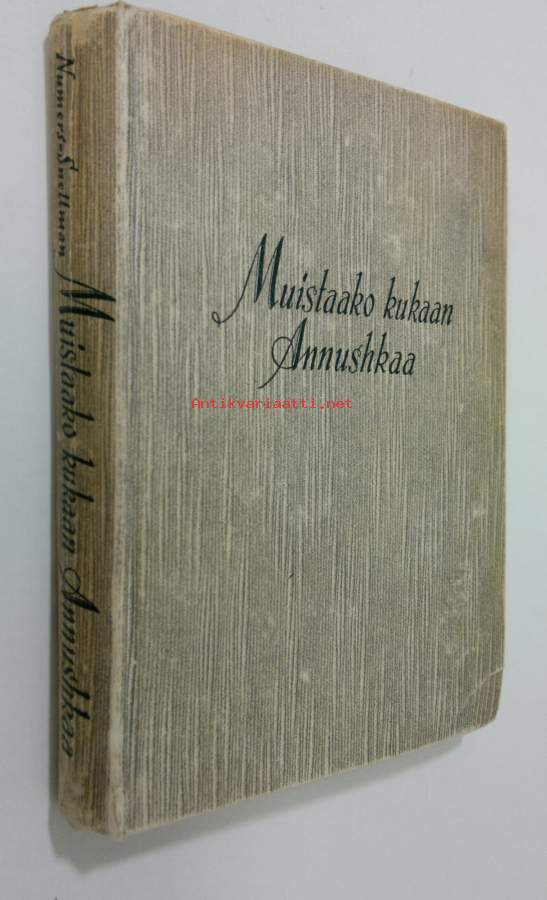 Muistaako kukaan
Annushkaa
Antikvariaatti.net
Numers-Snellman Muistaako kukaan Annushkaa